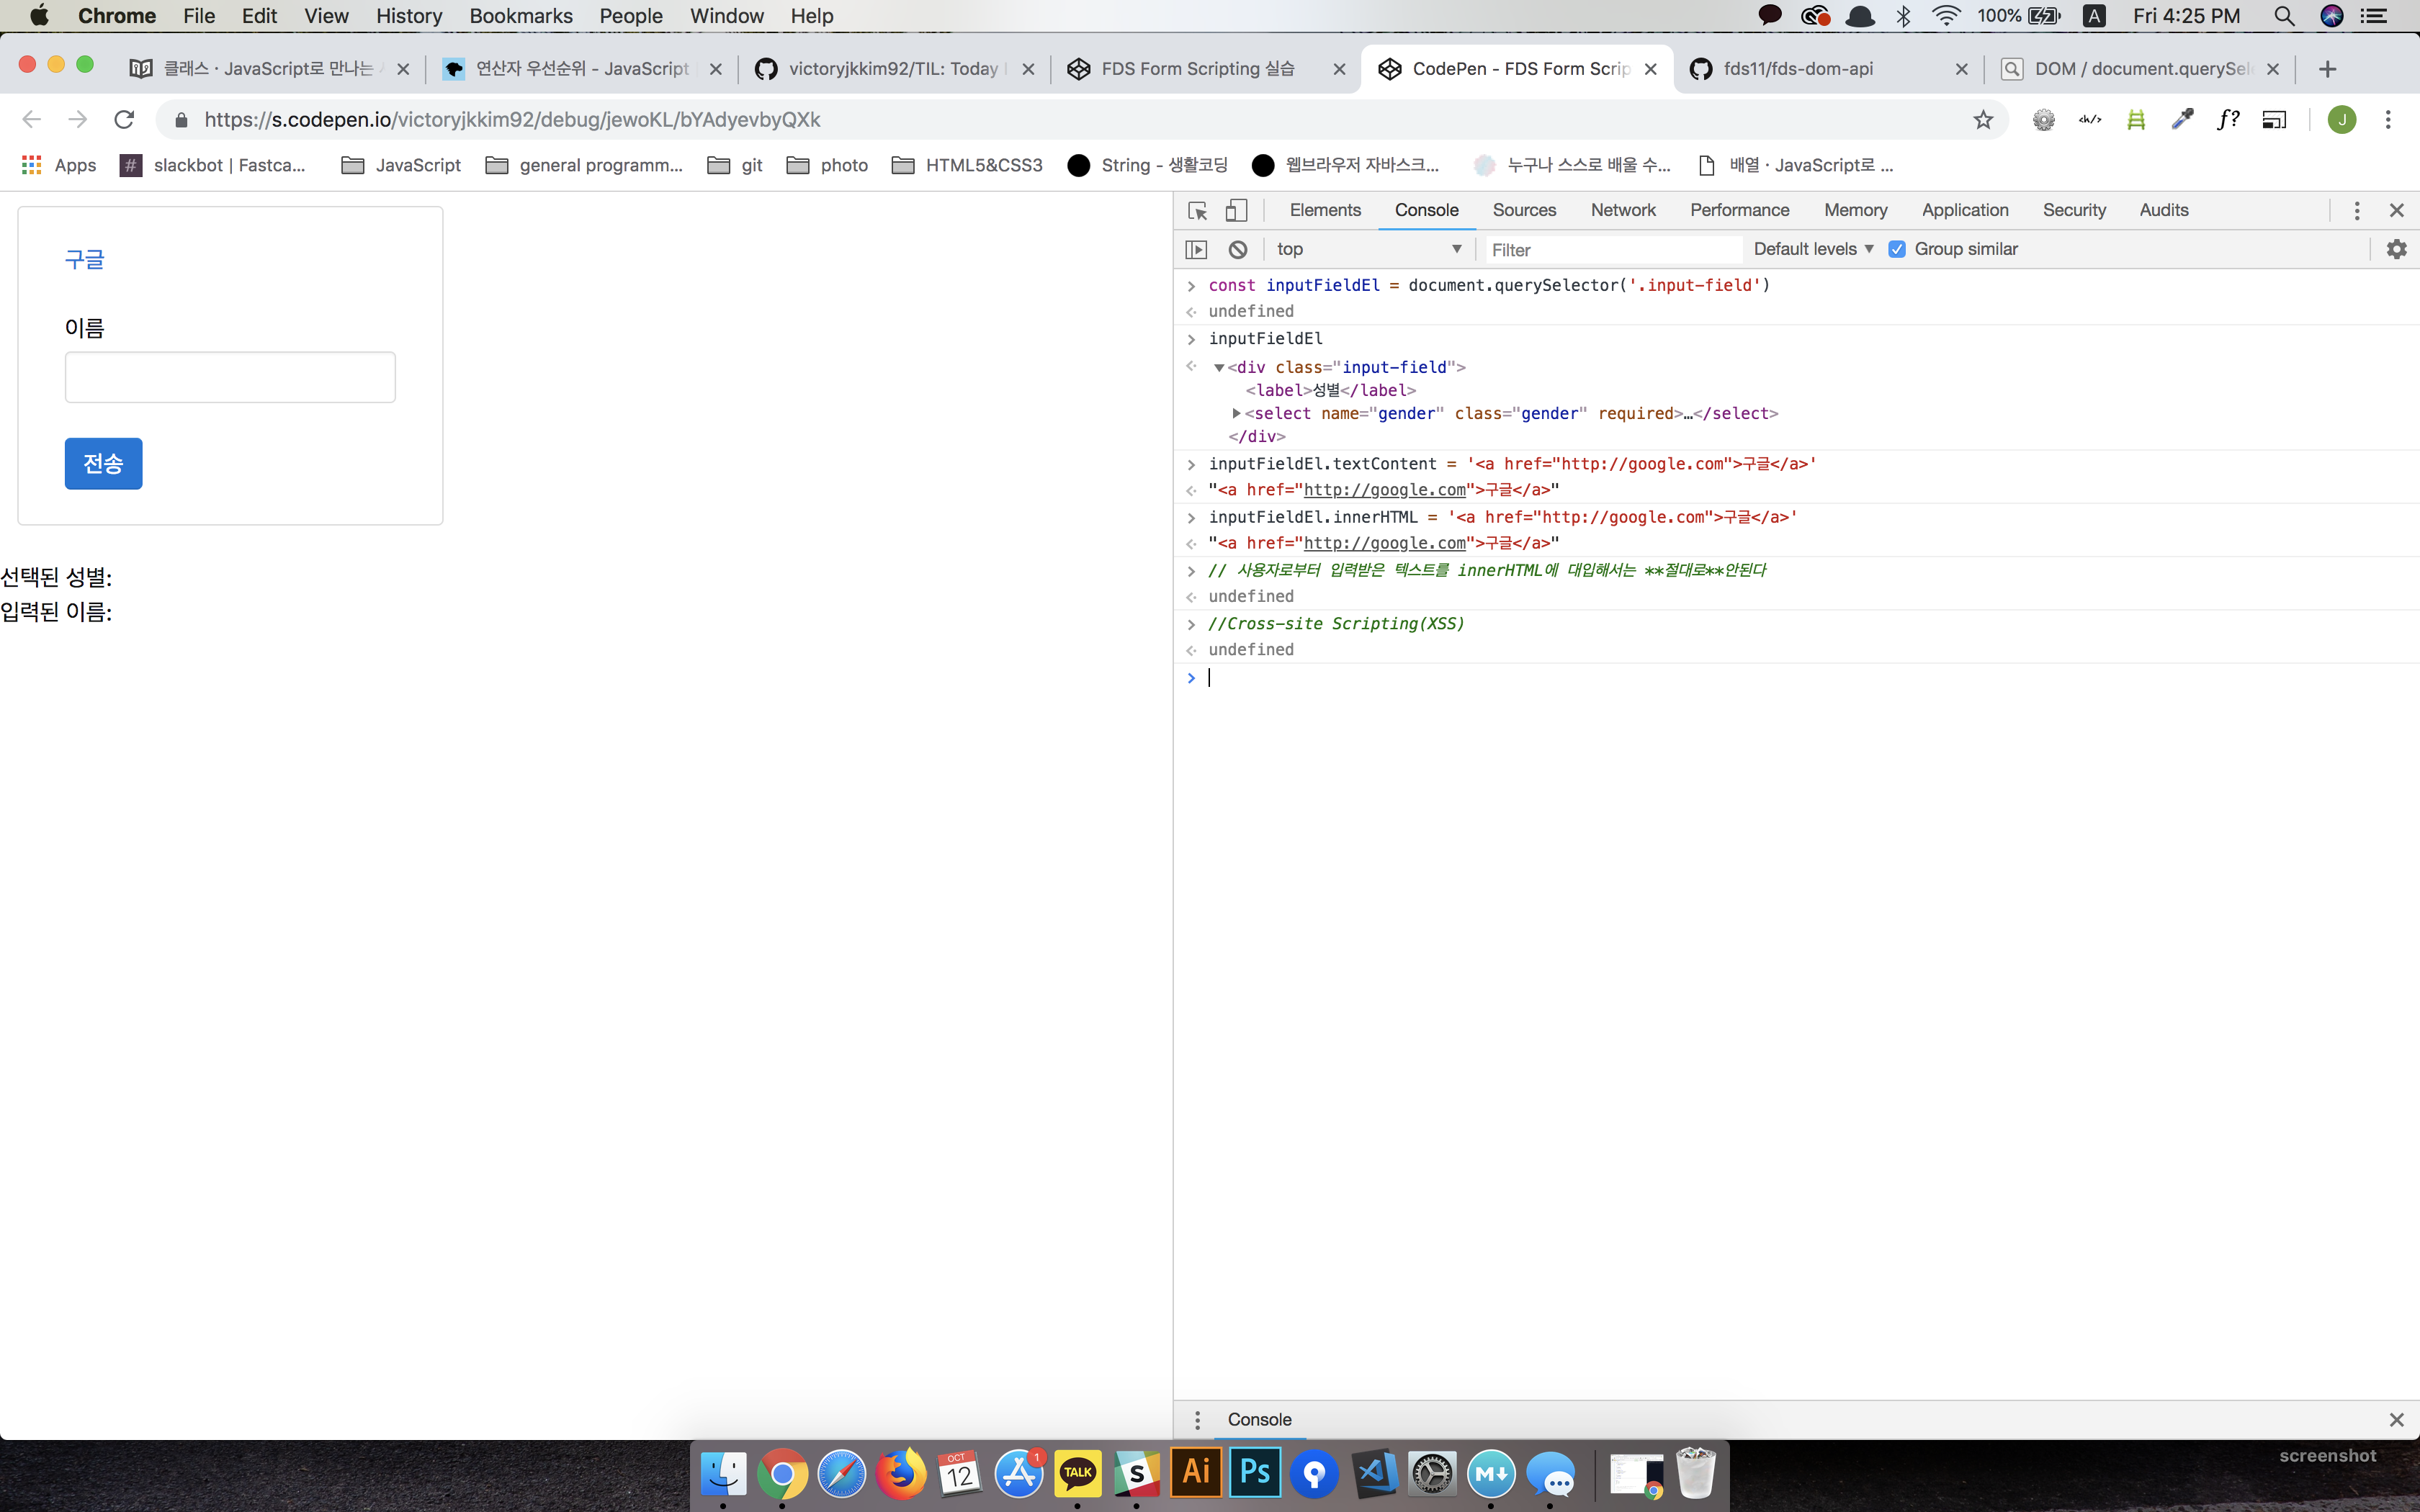 Chrome File Edit View History Bookmarks People Window Help 100% A Fri 4:25 PM
클래스 · JavaScript로 만나는 연산자 우선순위 - JavaScript victoryjkkim92/TIL: Today FDS Form Scripting 실습 CodePen - FDS Form Scrip fds11/fds-dom-api DOM / document.querySel
https://s.codepen.io/victoryjkkim92/debug/jewoKL/bYAdyevbyQXk </> f? J
Apps # slackbot | Fastca... JavaScript general programm... git photo HTML5&CSS3 String - 생활코딩 웹브라우저 자바스크... 누구나 스스로 배울 수... 배열 · JavaScript로 ...
구글
이름
전송
선택된 성별:
입력된 이름:
Elements Console Sources Network Performance Memory Application Security Audits
top Filter Default levels Group similar
const inputFieldEl = document.querySelector('.input-field')
undefined
inputFieldEl
<div class="input-field">
<label>성별</label>
<select name="gender" class="gender" required>…</select>
</div>
inputFieldEl.textContent = '<a href="http://google.com">구글</a>'
"<a href="http://google.com">구글</a>"
inputFieldEl.innerHTML = '<a href="http://google.com">구글</a>'
"<a href="http://google.com">구글</a>"
// 사용자로부터 입력받은 텍스트를 innerHTML에 대입해서는 **절대로**안된다
undefined
//Cross-site Scripting(XSS)
undefined
Console
OCT 12 1 TALK S Ai Ps M
screenshot